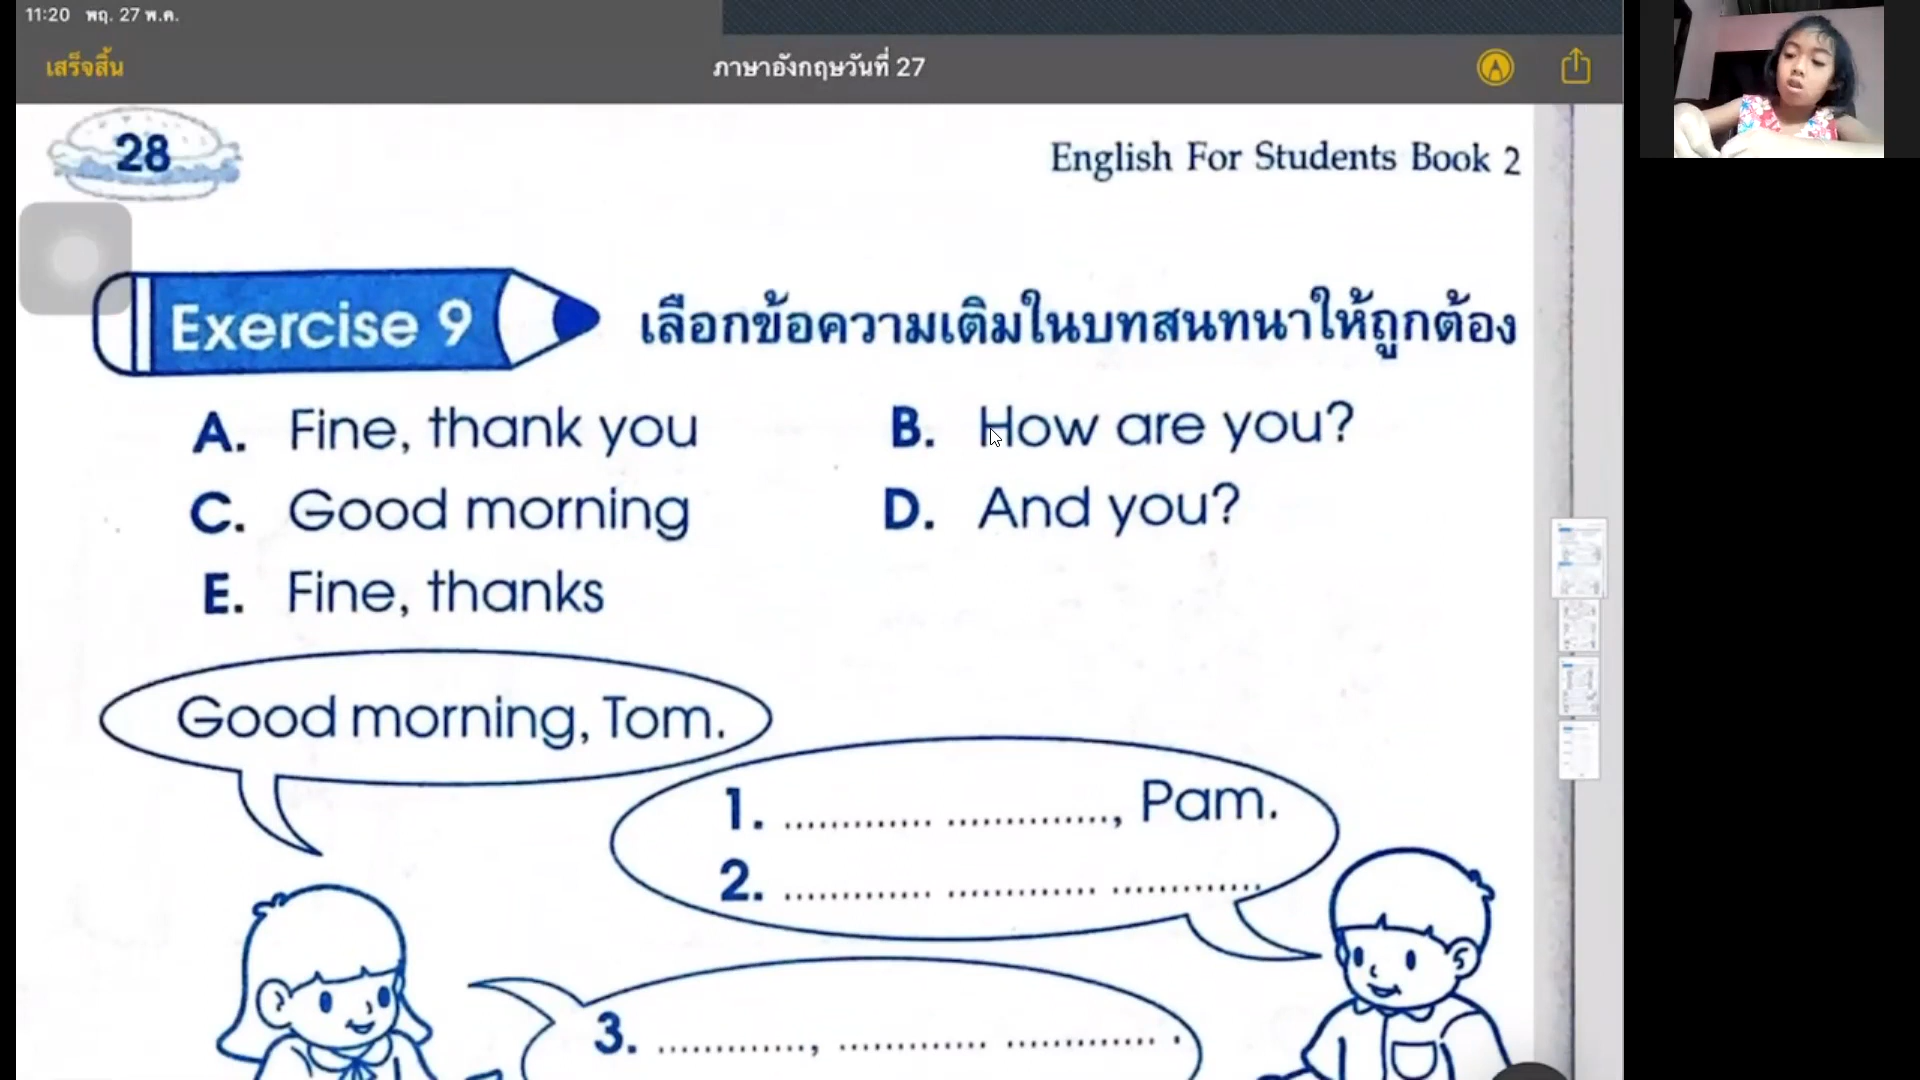 11:20 พฤ. 27 พ.ค.
เสร็จสิ้น
ภาษาอังกฤษวันที่ 27
28
English For Students Book 2
Exercise 9 เลือกข้อความเติมในบทสนทนาให้ถูกต้อง
A. Fine, thank you B. How are you?
C. Good morning D. And you?
E. Fine, thanks
Good morning, Tom.
1. ............. .............., Pam.
2. ............. ............. .............
3. ............., ............. ............. .